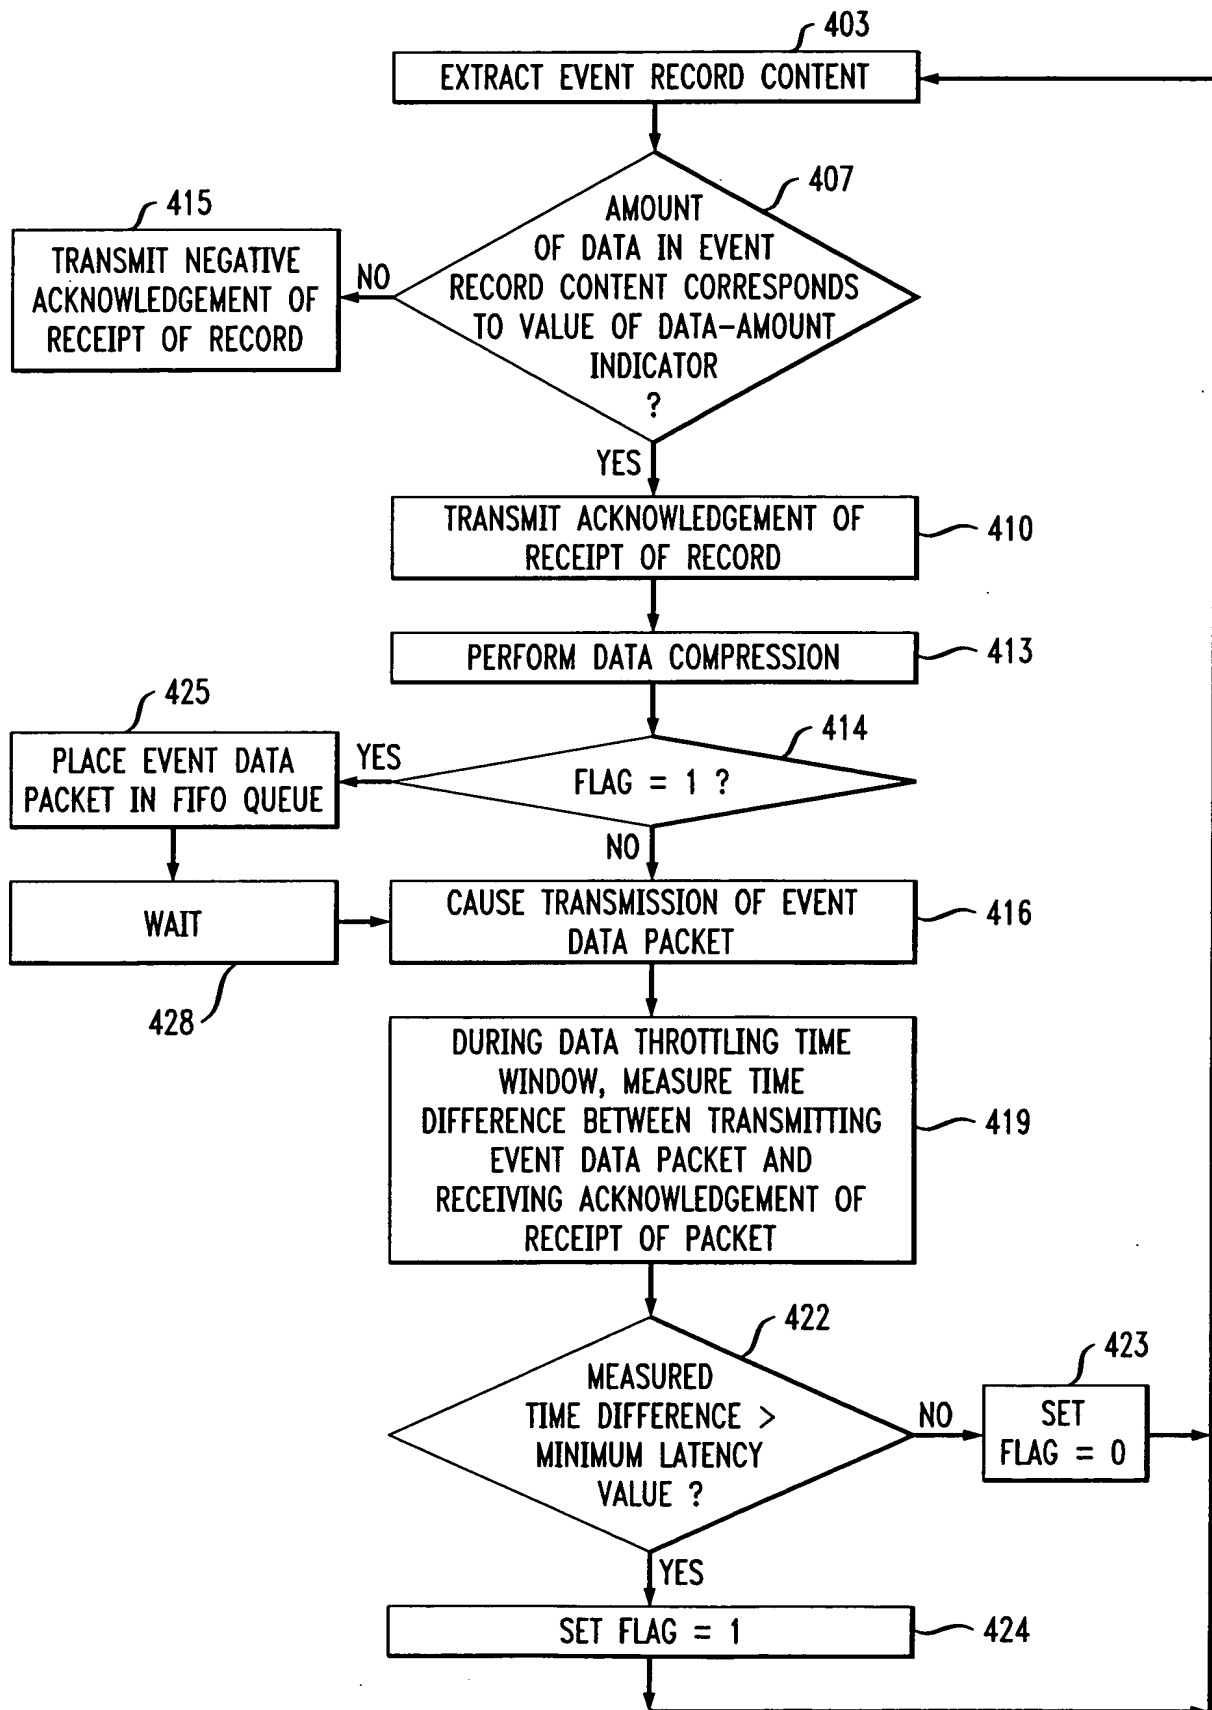 403
EXTRACT EVENT RECORD CONTENT
407
AMOUNT
OF DATA IN EVENT
RECORD CONTENT CORRESPONDS
TO VALUE OF DATA-AMOUNT
INDICATOR
?
415
TRANSMIT NEGATIVE
ACKNOWLEDGEMENT OF
RECEIPT OF RECORD
NO
YES
TRANSMIT ACKNOWLEDGEMENT OF
RECEIPT OF RECORD
410
PERFORM DATA COMPRESSION
413
425
PLACE EVENT DATA
PACKET IN FIFO QUEUE
YES
414
FLAG = 1 ?
NO
WAIT
428
CAUSE TRANSMISSION OF EVENT
DATA PACKET
416
DURING DATA THROTTLING TIME
WINDOW, MEASURE TIME
DIFFERENCE BETWEEN TRANSMITTING
EVENT DATA PACKET AND
RECEIVING ACKNOWLEDGEMENT OF
RECEIPT OF PACKET
419
422
MEASURED
TIME DIFFERENCE >
MINIMUM LATENCY
VALUE ?
NO
423
SET
FLAG = 0
YES
SET FLAG = 1
424